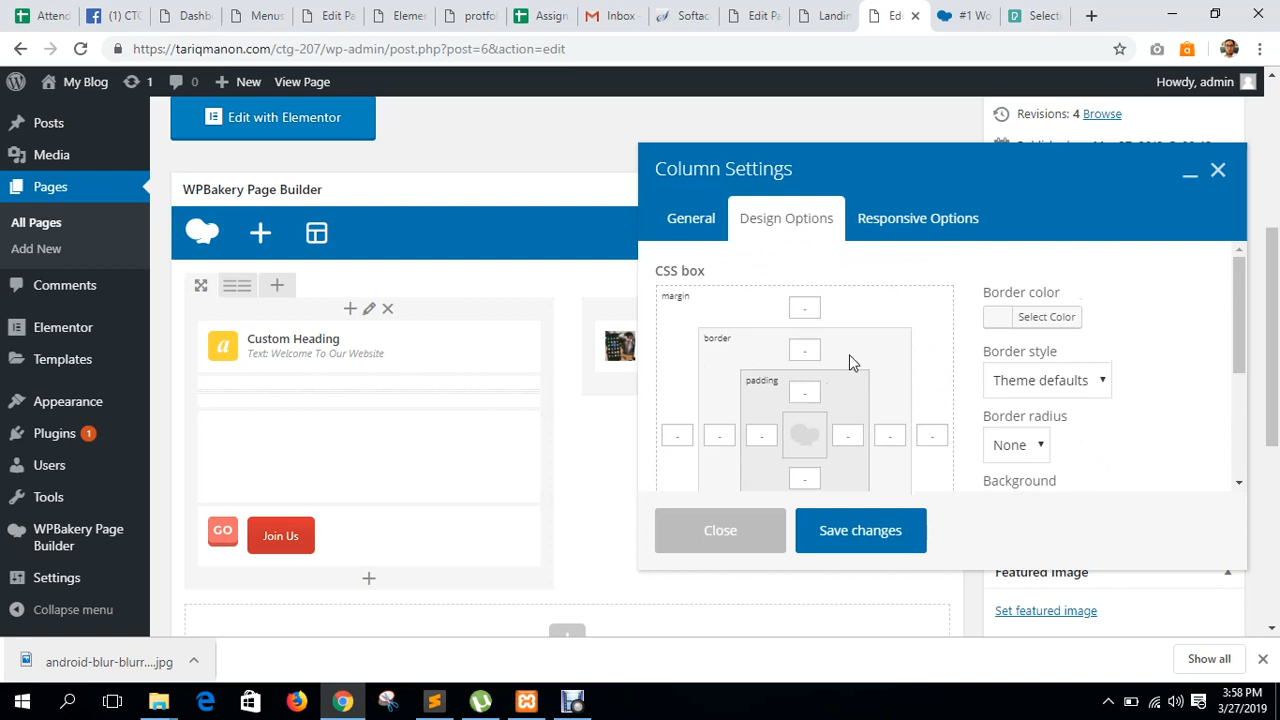 Attend
(1) CTC
Dashb
Menus
Edit Pa
Eleme
protfol
Assign
Inbox -
Softac
Edit Pa
Landin
Edi
#1 Wo
Selecti
https://tariqmanon.com/ctg-207/wp-admin/post.php?post=6&action=edit
My Blog
1
0
New
View Page
Howdy, admin
Posts
Media
Pages
All Pages
Add New
Comments
Elementor
Templates
Appearance
Plugins 1
Users
Tools
WPBakery Page
Builder
Settings
Collapse menu
Edit with Elementor
WPBakery Page Builder
Custom Heading
Text: Welcome To Our Website
GO
Join Us
Revisions: 4 Browse
Column Settings
General
Design Options
Responsive Options
CSS box
margin
border
padding
Border color
Select Color
Border style
Theme defaults
Border radius
None
Background
Close
Save changes
Featured Image
Set featured image
android-blur-blurr....jpg
Show all
3:58 PM
3/27/2019